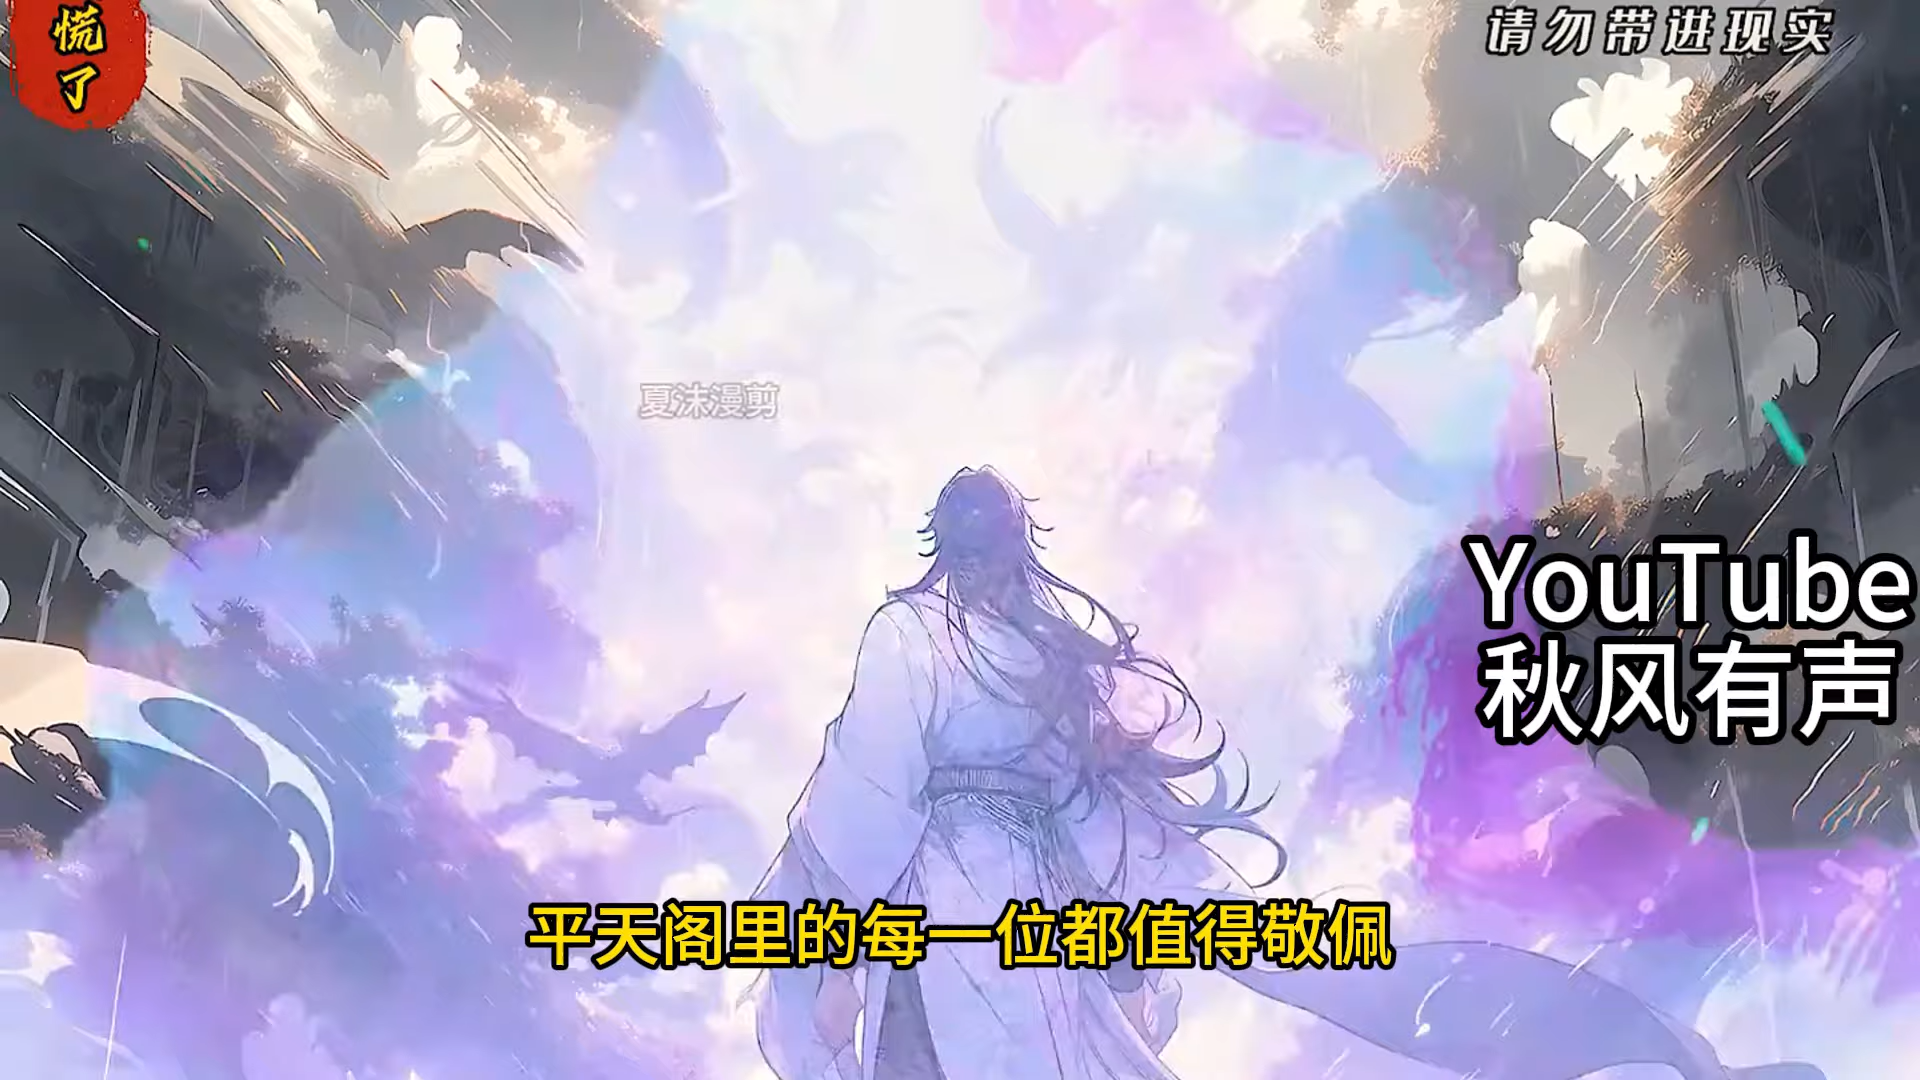 慌了
请勿带进现实
夏沫漫剪
YouTube
秋风有声
平天阁里的每一位都值得敬佩